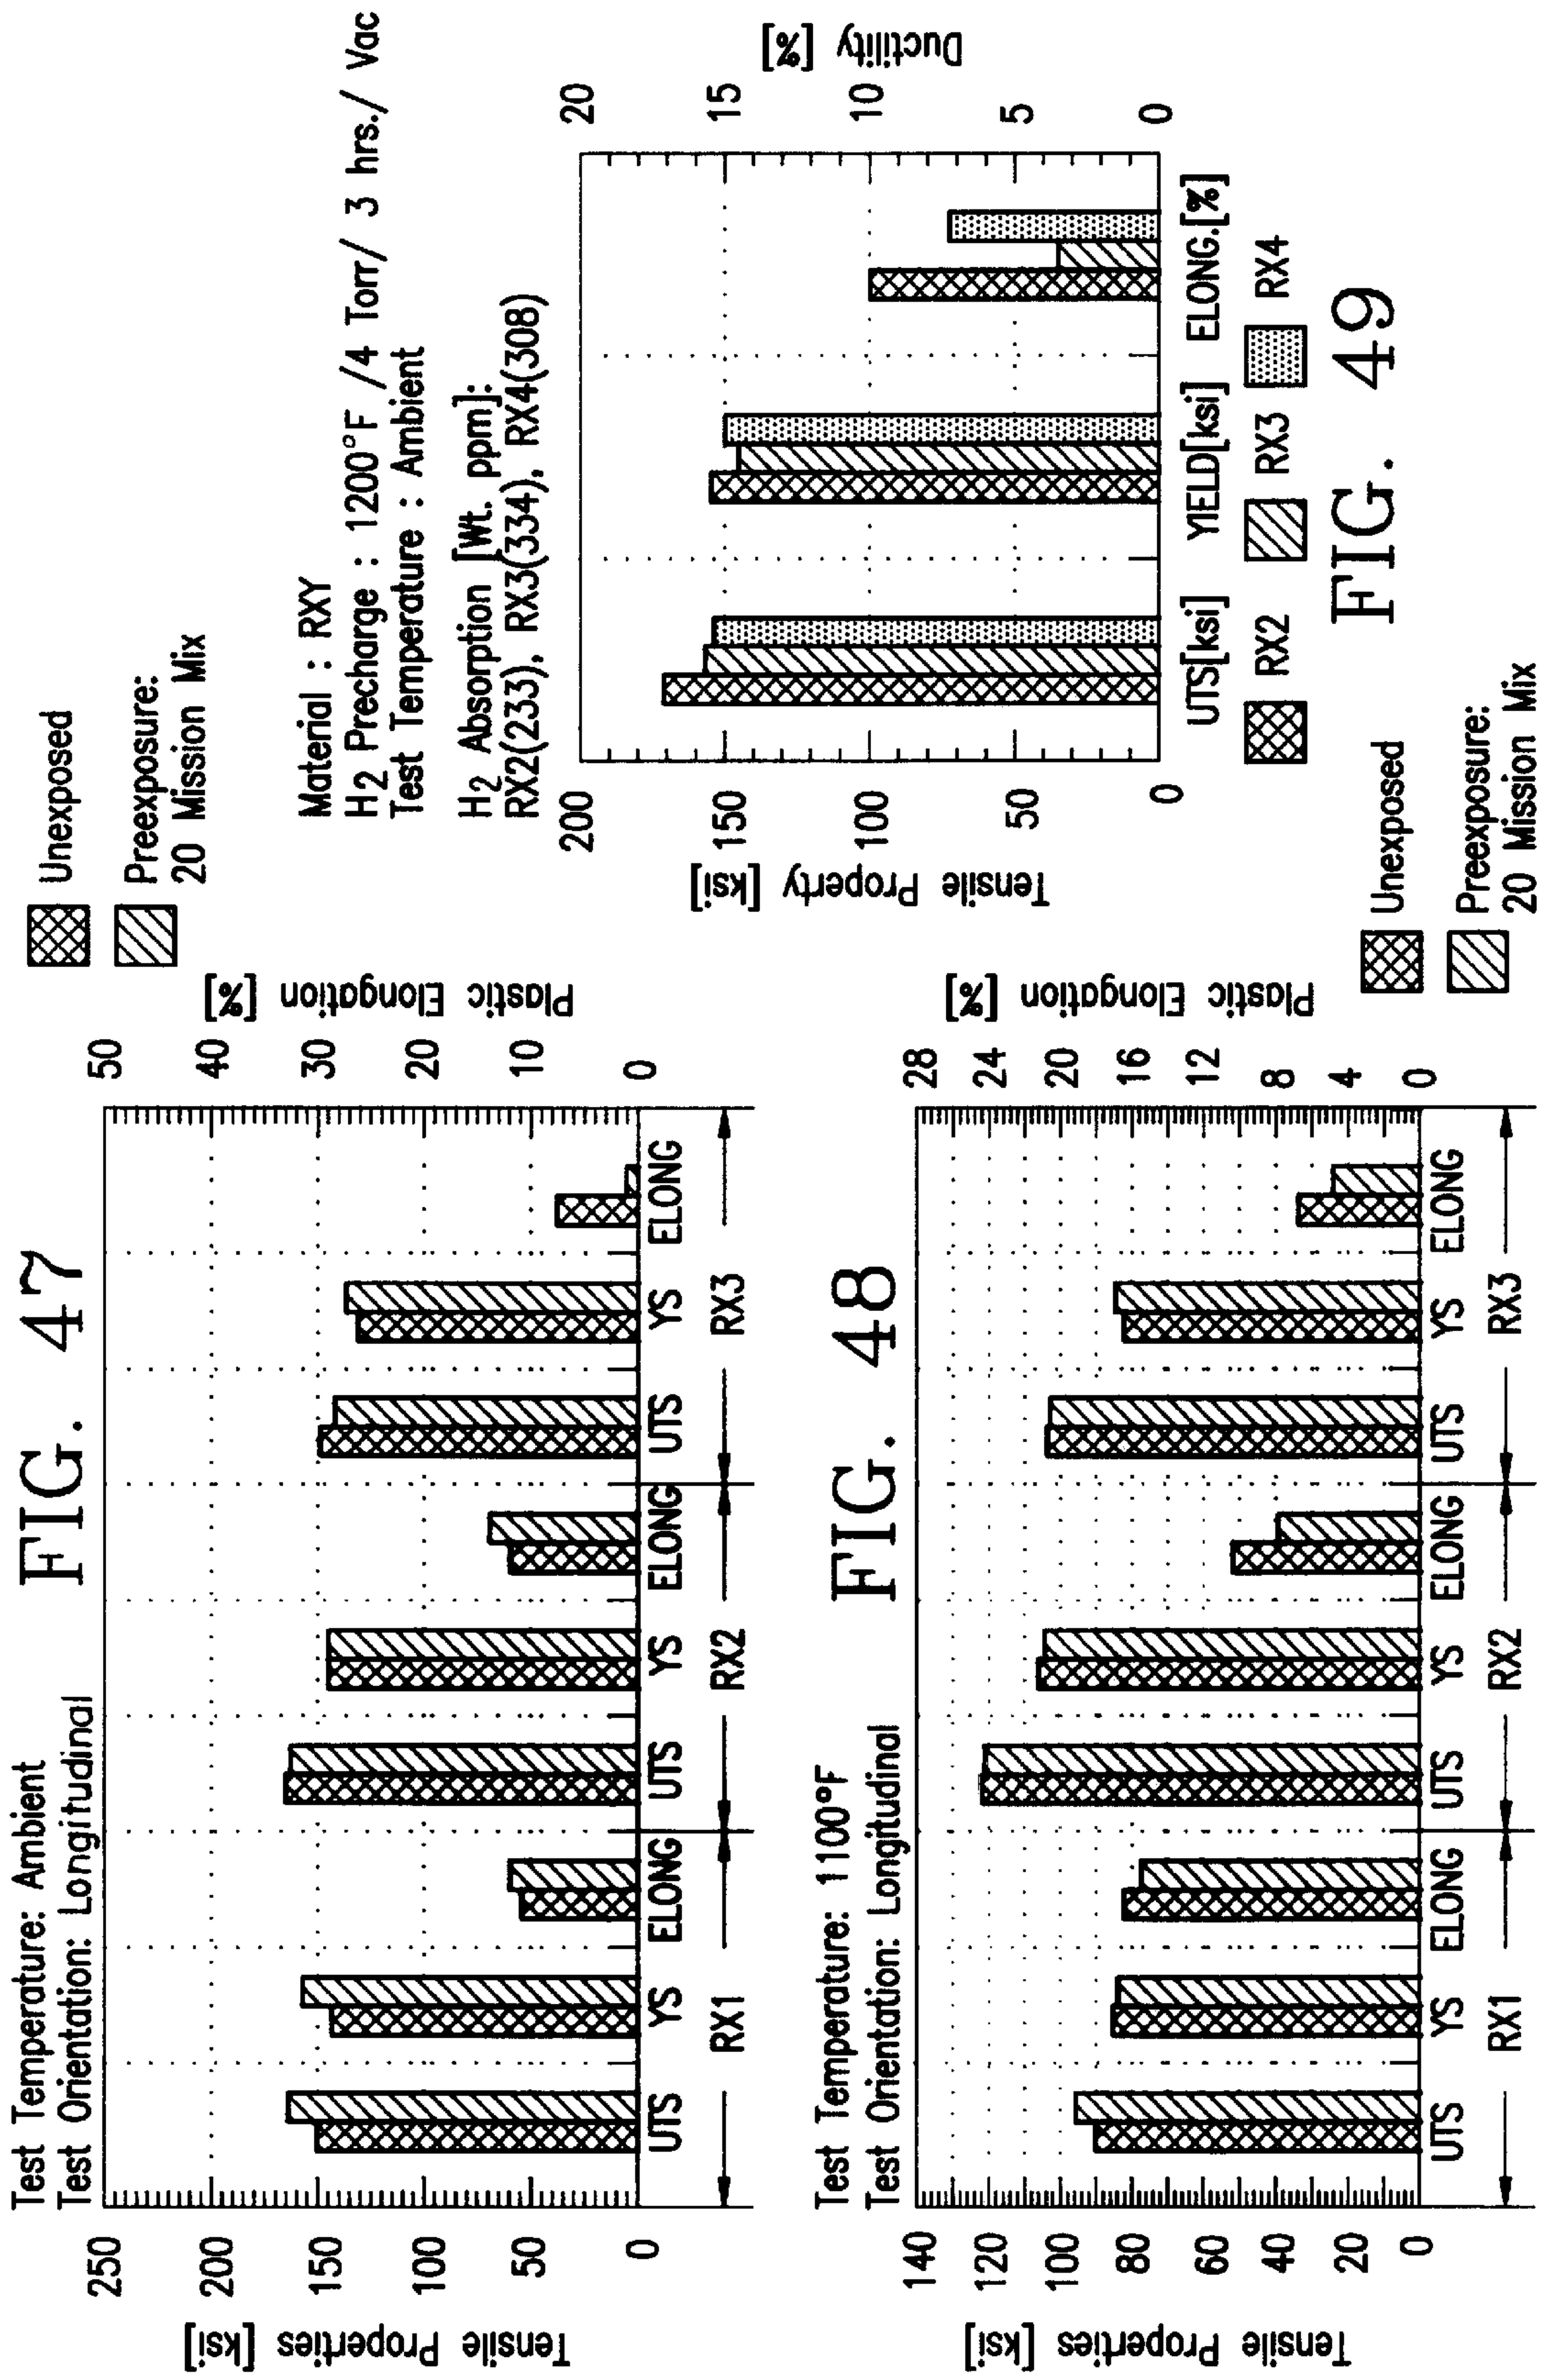 FIG. 47
Test Temperature: Ambient
Test Orientation: Longitudinal
Unexposed
Preexposure:
20 Mission Mix
Tensile Properties
[ksi]
250
200
150
100
50
0
Plastic Elongation
[%]
50
40
30
20
10
0
UTS YS ELONG UTS YS ELONG UTS YS ELONG
RX1 RX2 RX3
FIG. 48
Test Temperature: 1100°F
Test Orientation: Longitudinal
Tensile Properties
[ksi]
140
120
100
80
60
40
20
0
Plastic Elongation
[%]
28
24
20
16
12
8
4
0
UTS YS ELONG UTS YS ELONG UTS YS ELONG
RX1 RX2 RX3
Unexposed
Preexposure:
20 Mission Mix
Material : RXY
H2 Precharge : 1200°F /4 Torr/ 3 hrs./ Vac
Test Temperature : Ambient
H2 Absorption [Wt. ppm]:
RX2(233), RX3(334), RX4(308)
Tensile Property
[ksi]
200
150
100
50
0
Ductility
[%]
20
15
10
5
0
UTS[ksi] YIELD[ksi] ELONG.[%]
RX2 RX3 RX4
FIG. 49